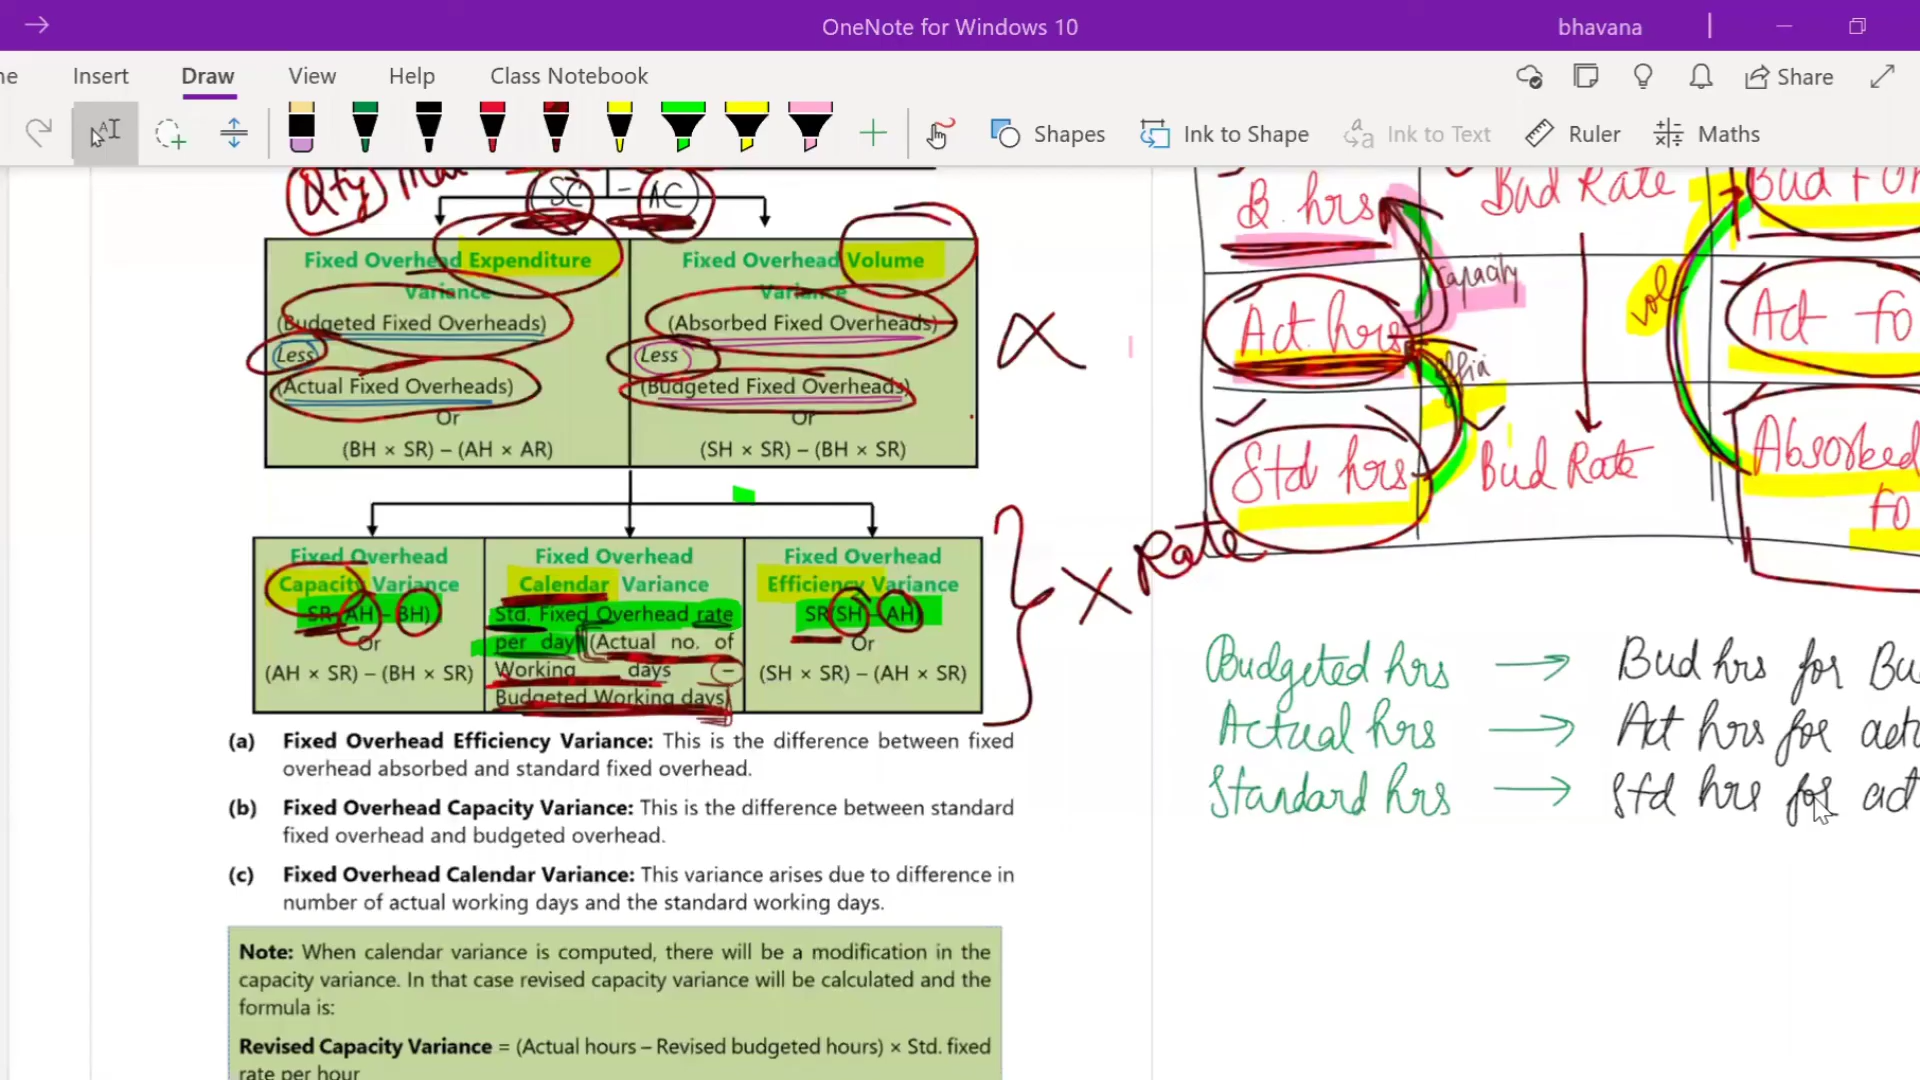 OneNote for Windows 10
bhavana
Insert
Draw
View
Help
Class Notebook
Share
Shapes
Ink to Shape
Ink to Text
Ruler
Maths
Qty
SC - AC
Fixed Overhead Expenditure
Variance
(Budgeted Fixed Overheads)
Less
(Actual Fixed Overheads)
Or
(BH × SR) – (AH × AR)
Fixed Overhead Volume
Variance
(Absorbed Fixed Overheads)
Less
(Budgeted Fixed Overheads)
Or
(SH × SR) – (BH × SR)
Fixed Overhead
Capacity Variance
SR (AH – BH)
Or
(AH × SR) – (BH × SR)
Fixed Overhead
Calendar Variance
Std. Fixed Overhead rate
per day (Actual no. of
Working days –
Budgeted Working days)
Fixed Overhead
Efficiency Variance
SR (SH – AH)
Or
(SH × SR) – (AH × SR)
× Rate
(a) Fixed Overhead Efficiency Variance: This is the difference between fixed
overhead absorbed and standard fixed overhead.
(b) Fixed Overhead Capacity Variance: This is the difference between standard
fixed overhead and budgeted overhead.
(c) Fixed Overhead Calendar Variance: This variance arises due to difference in
number of actual working days and the standard working days.
Note: When calendar variance is computed, there will be a modification in the
capacity variance. In that case revised capacity variance will be calculated and the
formula is:
Revised Capacity Variance = (Actual hours – Revised budgeted hours) × Std. fixed
rate per hour
B. hrs
Bud Rate
Bud FOH
capacity
Act. hrs
vol
Act fo
Std hrs
Bud Rate
Absorbed
fo
Budgeted hrs → Bud hrs for Bu
Actual hrs → Act hrs for act
Standard hrs → Std hrs for act